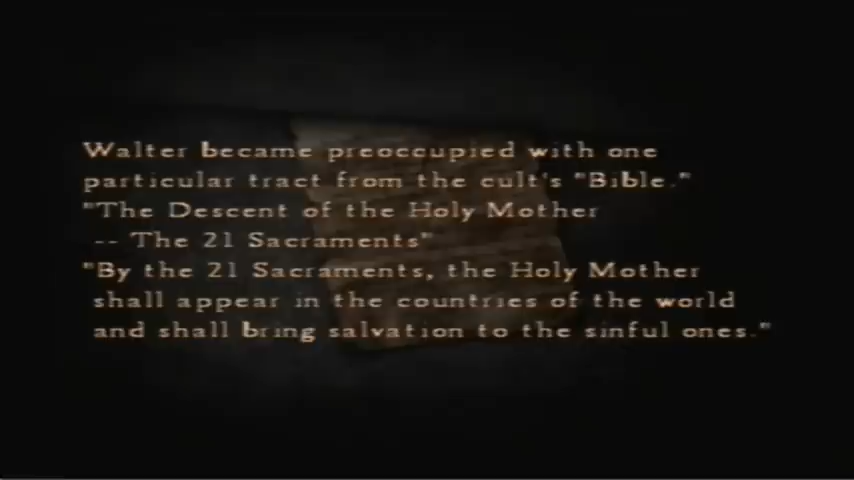 Walter became preoccupied with one
particular tract from the cult's "Bible."
"The Descent of the Holy Mother
-- The 21 Sacraments"
"By the 21 Sacraments, the Holy Mother
shall appear in the countries of the world
and shall bring salvation to the sinful ones."